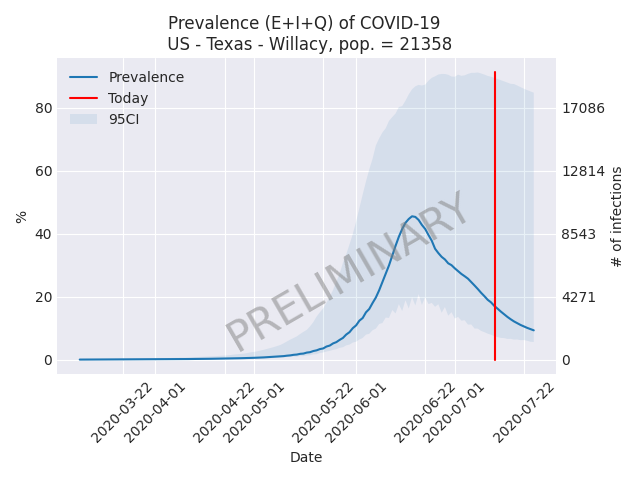 Prevalence (E+I+Q) of COVID-19
US - Texas - Willacy, pop. = 21358
Prevalence
Today
95CI
80
60
40
20
0
%
17086
12814
8543
4271
0
# of infections
PRELIMINARY
2020-03-22
2020-04-01
2020-04-22
2020-05-01
2020-05-22
2020-06-01
2020-06-22
2020-07-01
2020-07-22
Date